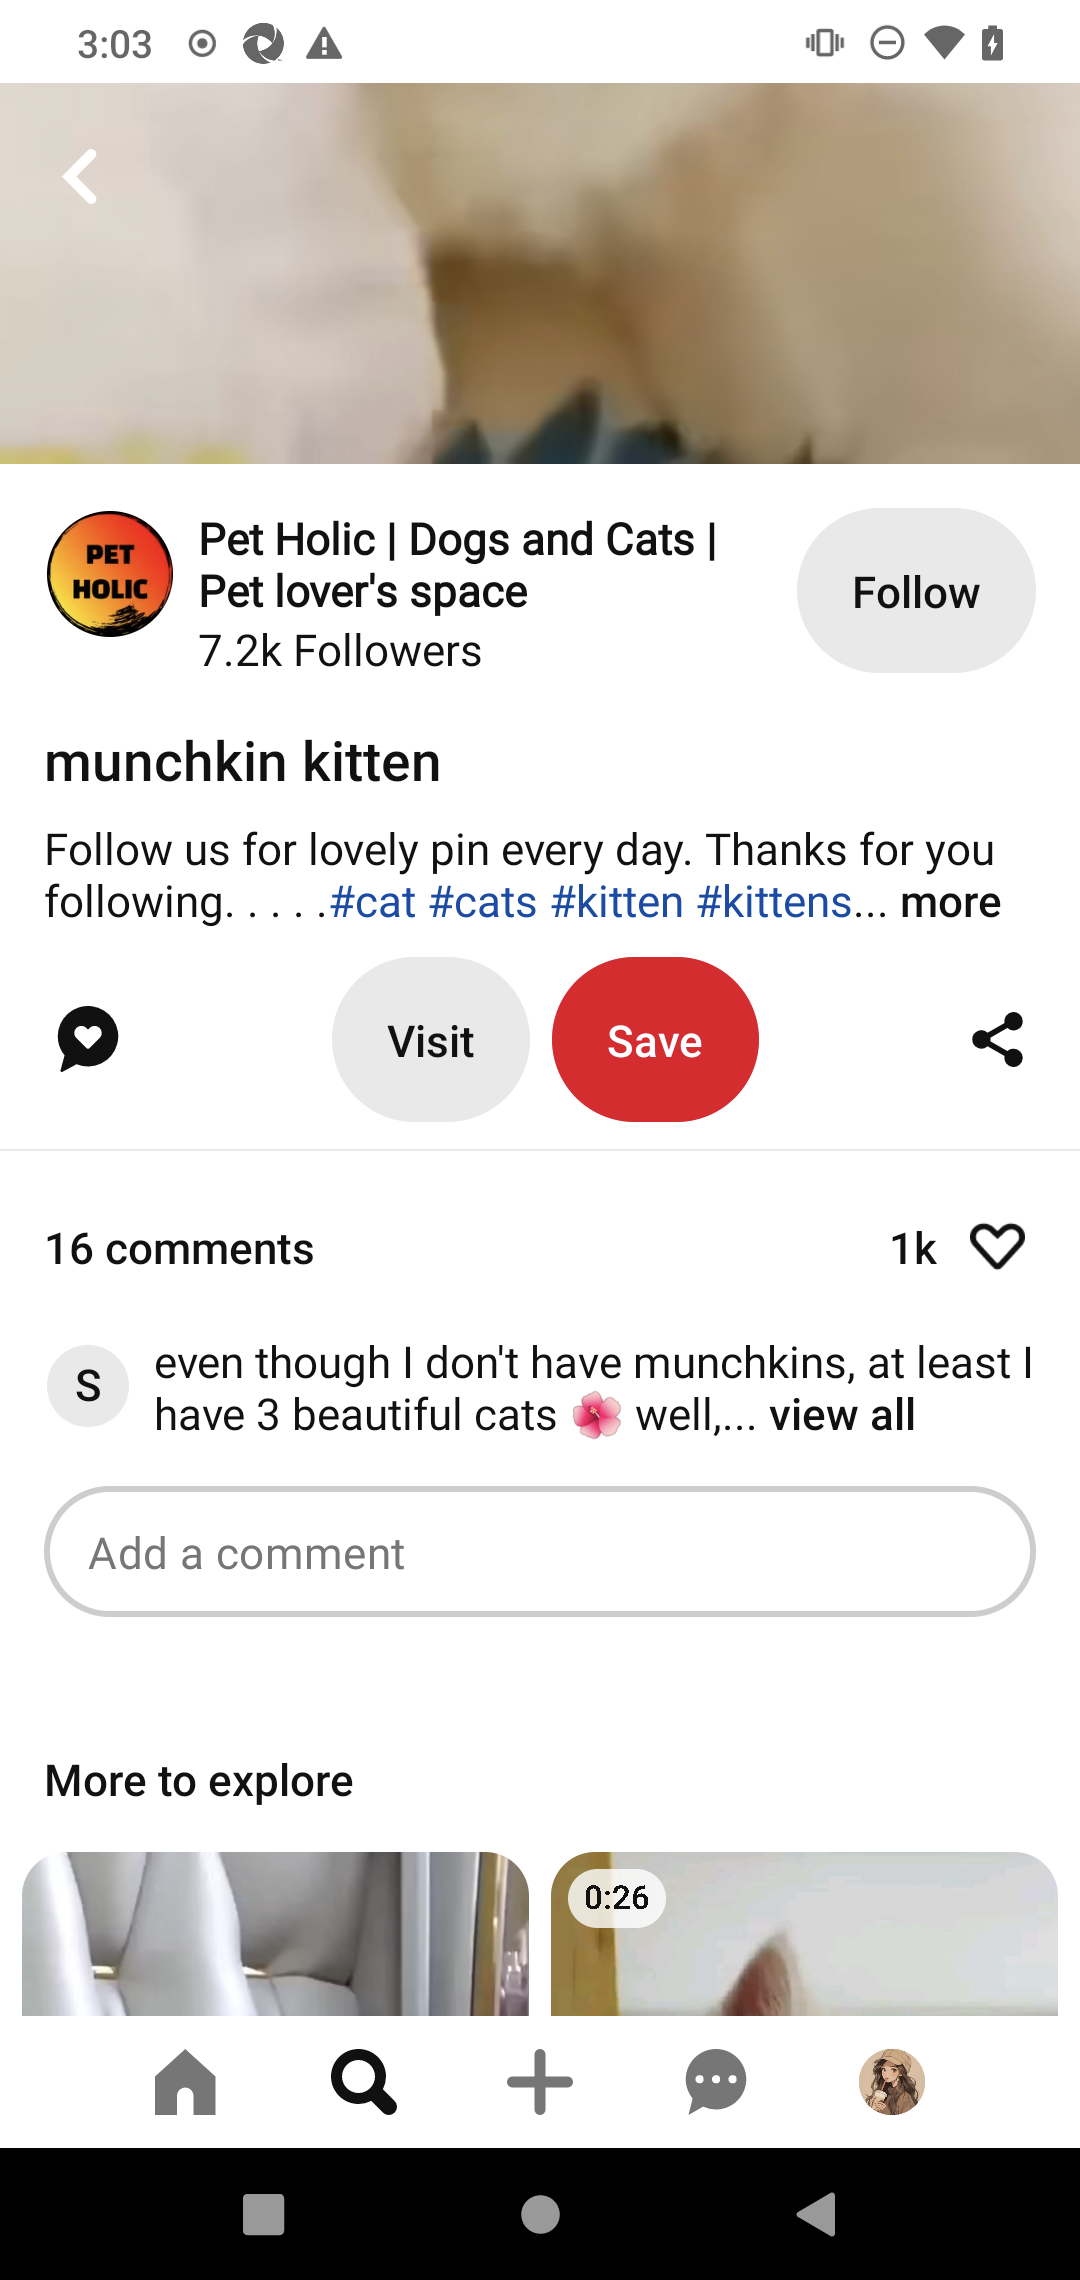 3:03
PET
HOLIC
Pet Holic | Dogs and Cats |
Pet lover's space
7.2k Followers
Follow
munchkin kitten
Follow us for lovely pin every day. Thanks for you
following. . . . .#cat #cats #kitten #kittens... more
Visit
Save
16 comments
1k
S
even though I don't have munchkins, at least I
have 3 beautiful cats 🌺 well,... view all
Add a comment
More to explore
0:26